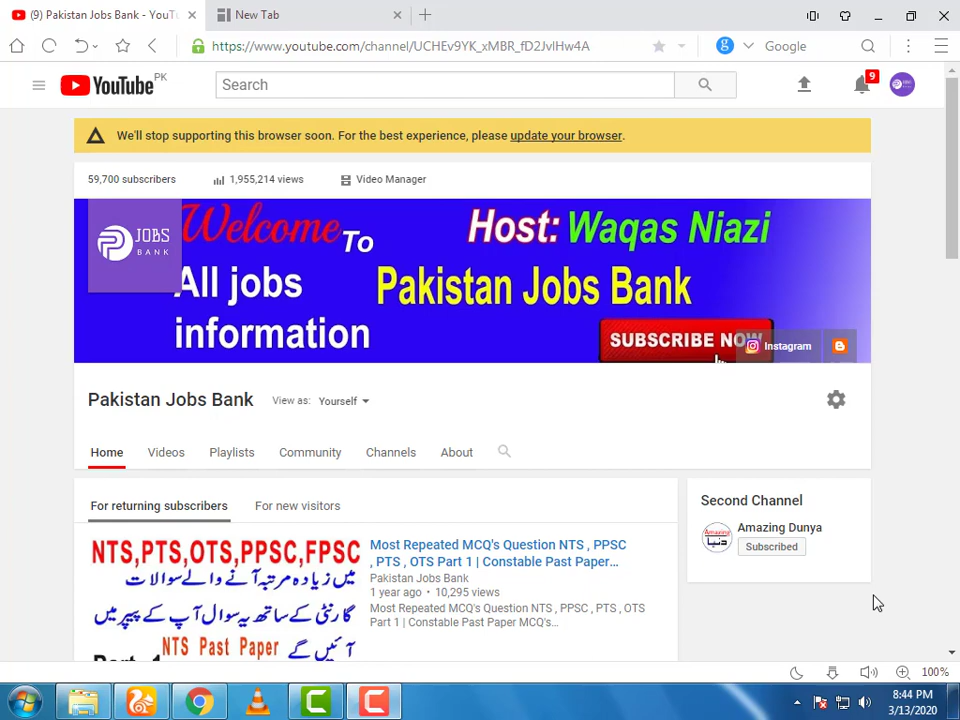 (9) Pakistan Jobs Bank - YouTu
New Tab
https://www.youtube.com/channel/UCHEv9YK_xMBR_fD2JvlHw4A
Google
YouTube PK
Search
9
We'll stop supporting this browser soon. For the best experience, please update your browser.
59,700 subscribers
1,955,214 views
Video Manager
JOBS
BANK
Welcome To
Host: Waqas Niazi
All jobs
information
Pakistan Jobs Bank
SUBSCRIBE NOW
Instagram
Pakistan Jobs Bank
View as: Yourself
Home
Videos
Playlists
Community
Channels
About
For returning subscribers
For new visitors
Second Channel
Amazing Dunya
Subscribed
NTS,PTS,OTS,PPSC,FPSC
میں زیادہ مرتبہ آنے والے سوالات
گارنٹی کے ساتھ یہ سوال آپ کے پیپر میں
NTS Past Paper آئیں گے
Part 1
Most Repeated MCQ's Question NTS , PPSC
, PTS , OTS Part 1 | Constable Past Paper...
Pakistan Jobs Bank
1 year ago • 10,295 views
Most Repeated MCQ's Question NTS , PPSC , PTS , OTS
Part 1 | Constable Past Paper MCQ's...
100%
8:44 PM
3/13/2020